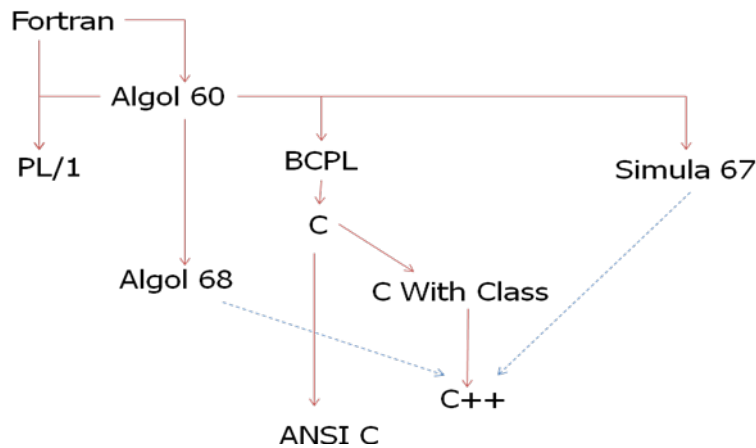 Fortran
Algol 60
PL/1
BCPL
Simula 67
C
Algol 68
C With Class
C++
ANSI C